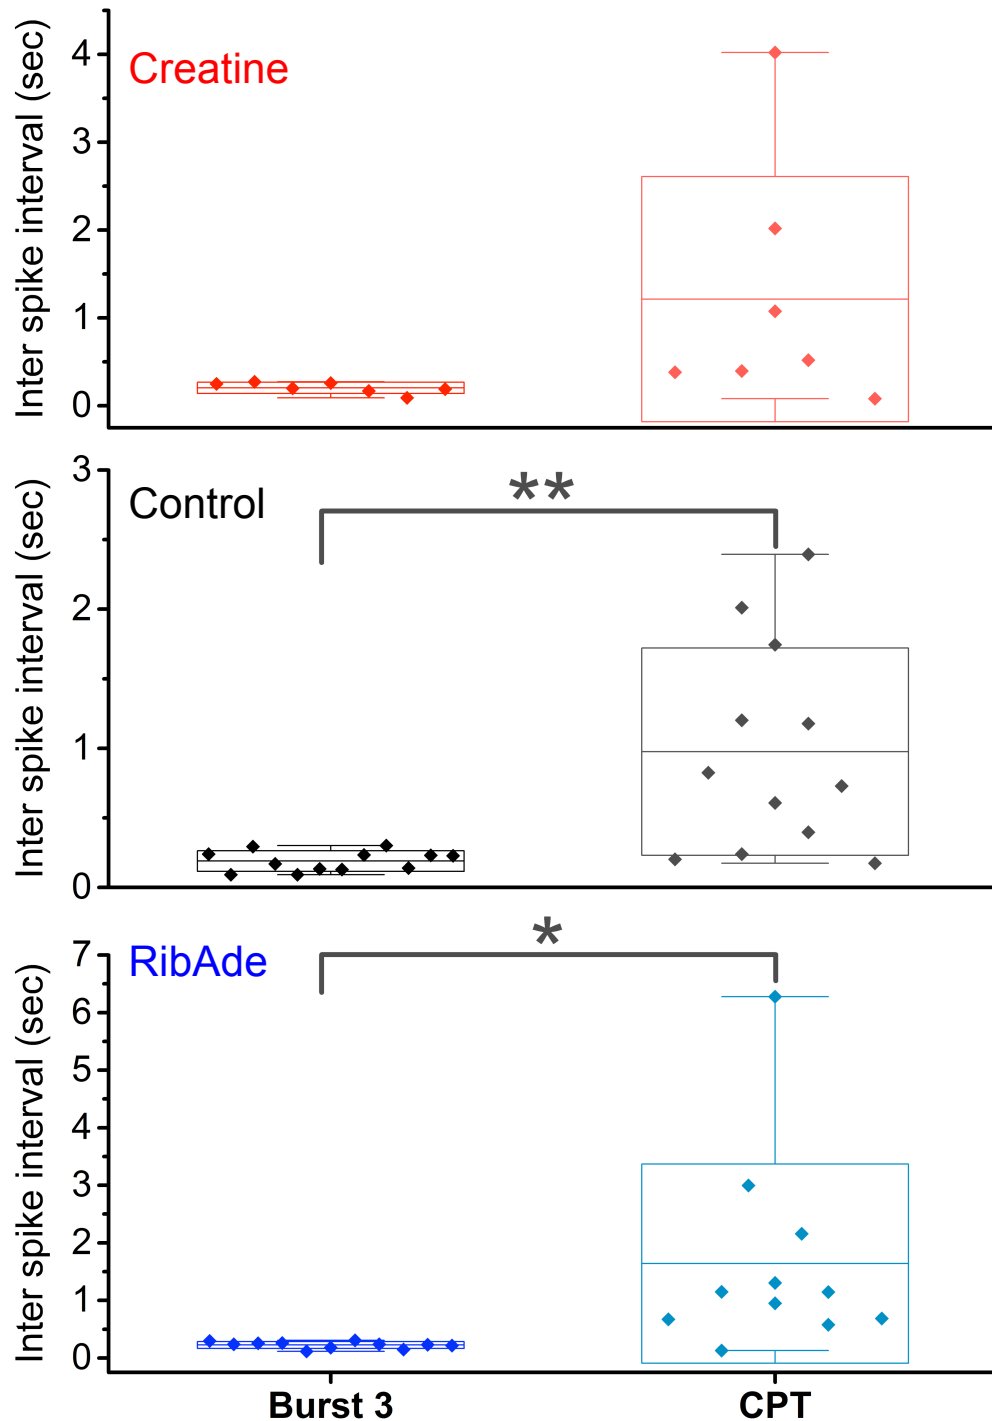 Inter spike interval (sec)
4
3
2
1
0
Creatine
Inter spike interval (sec)
3
2
1
0
Control
**
Inter spike interval (sec)
7
6
5
4
3
2
1
0
RibAde
*
Burst 3 CPT